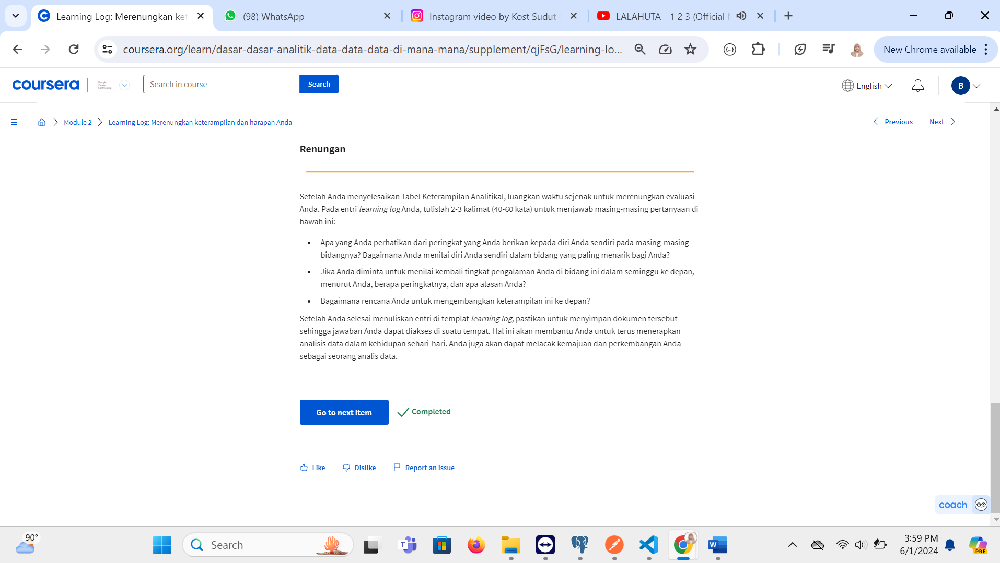 Learning Log: Merenungkan ket
(98) WhatsApp
Instagram video by Kost Sudut
LALAHUTA - 1 2 3 (Official
coursera.org/learn/dasar-dasar-analitik-data-data-data-di-mana-mana/supplement/qjFsG/learning-lo...
New Chrome available
coursera
Google
Career
Certificates
Search in course
Search
English
B
Module 2
Learning Log: Merenungkan keterampilan dan harapan Anda
Previous
Next
Renungan
Setelah Anda menyelesaikan Tabel Keterampilan Analitikal, luangkan waktu sejenak untuk merenungkan evaluasi
Anda. Pada entri learning log Anda, tulislah 2-3 kalimat (40-60 kata) untuk menjawab masing-masing pertanyaan di
bawah ini:
• Apa yang Anda perhatikan dari peringkat yang Anda berikan kepada diri Anda sendiri pada masing-masing
bidangnya? Bagaimana Anda menilai diri Anda sendiri dalam bidang yang paling menarik bagi Anda?
• Jika Anda diminta untuk menilai kembali tingkat pengalaman Anda di bidang ini dalam seminggu ke depan,
menurut Anda, berapa peringkatnya, dan apa alasan Anda?
• Bagaimana rencana Anda untuk mengembangkan keterampilan ini ke depan?
Setelah Anda selesai menuliskan entri di templat learning log, pastikan untuk menyimpan dokumen tersebut
sehingga jawaban Anda dapat diakses di suatu tempat. Hal ini akan membantu Anda untuk terus menerapkan
analisis data dalam kehidupan sehari-hari. Anda juga akan dapat melacak kemajuan dan perkembangan Anda
sebagai seorang analis data.
Go to next item
Completed
Like
Dislike
Report an issue
coach
90°
Search
3:59 PM
6/1/2024
PRE